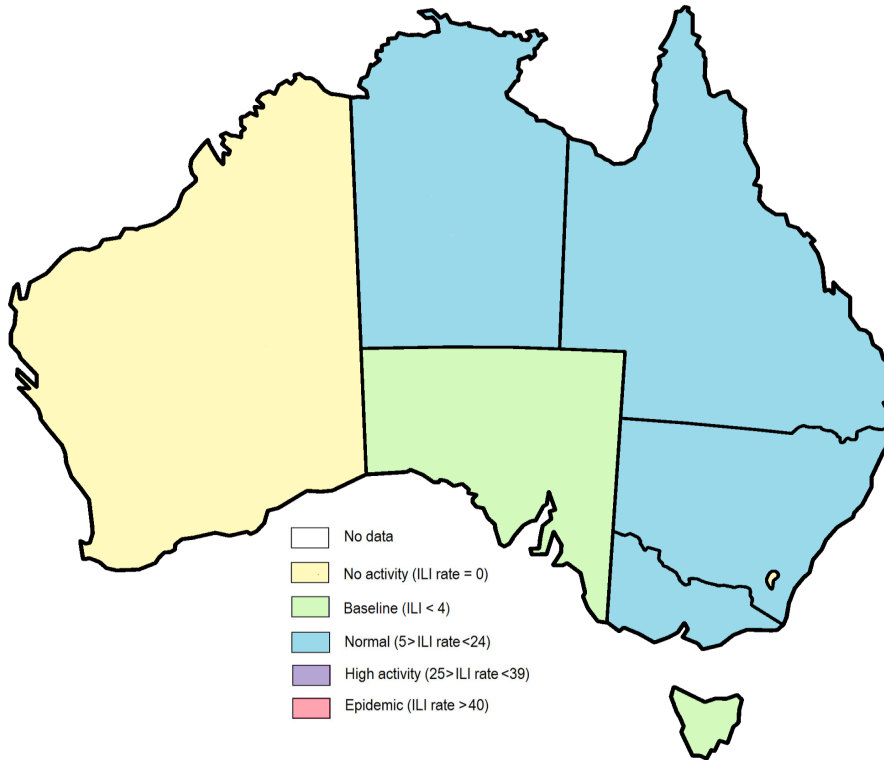 No data
No activity (ILI rate = 0)
Baseline (ILI < 4)
Normal (5> ILI rate <24)
High activity (25> ILI rate <39)
Epidemic (ILI rate >40)